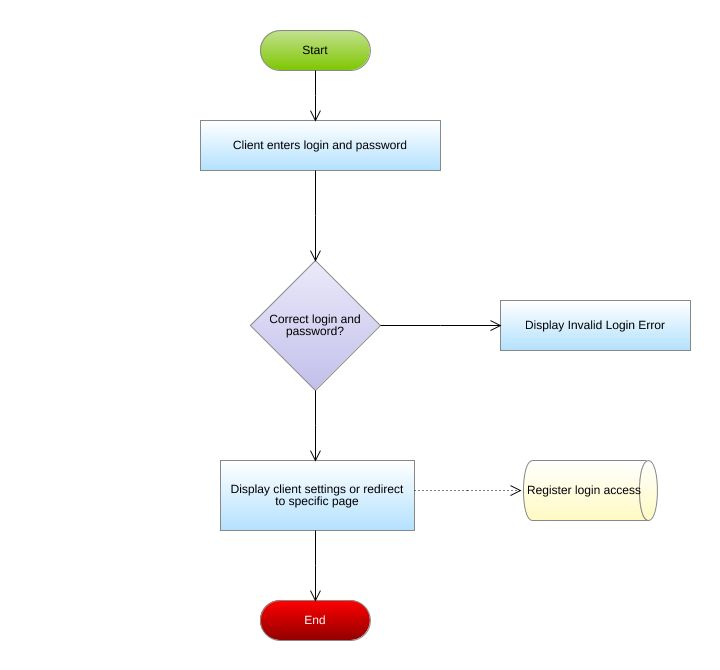 Start
Client enters login and password
Correct login and
password?
Display Invalid Login Error
Display client settings or redirect
to specific page
Register login access
End